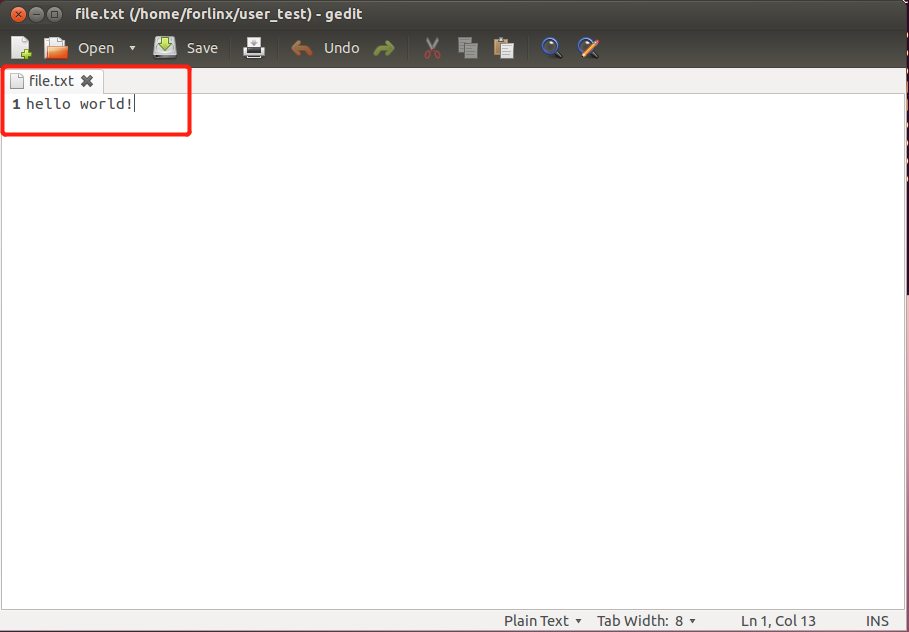 file.txt (/home/forlinx/user_test) - gedit
Open Save Undo
file.txt
1 hello world!
Plain Text Tab Width: 8 Ln 1, Col 13 INS